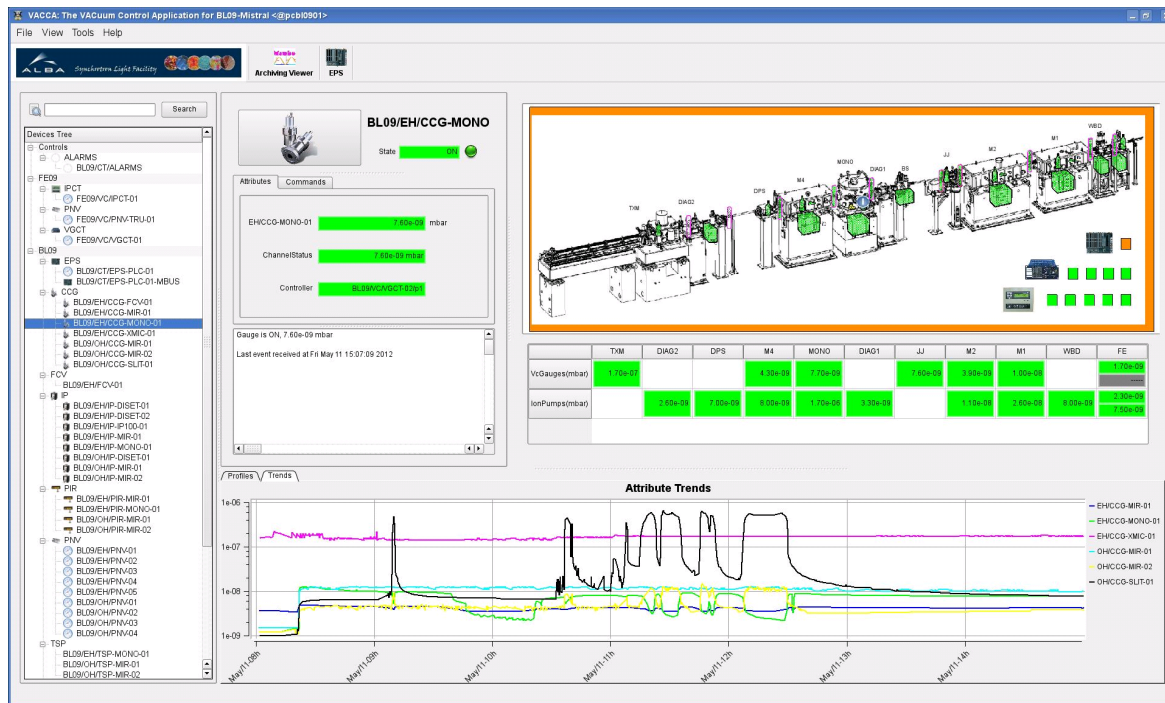 VACCA: The VACuum Control Application for BL09-Mistral <@pcbl0901>
File View Tools Help
ALBA Synchrotron Light Facility
Archiving Viewer EPS
Search
Devices Tree
Controls
ALARMS
BL09/CT/ALARMS
FE09
IPCT
FE09/VC/IPCT-01
PNV
FE09/VC/PNV-TRU-01
VGCT
FE09/VC/VGCT-01
BL09
EPS
BL09/CT/EPS-PLC-01
BL09/CT/EPS-PLC-01-MBUS
CCG
BL09/EH/CCG-FCV-01
BL09/EH/CCG-MIR-01
BL09/EH/CCG-MONO-01
BL09/EH/CCG-XMIC-01
BL09/OH/CCG-MIR-01
BL09/OH/CCG-MIR-02
BL09/OH/CCG-SLIT-01
FCV
BL09/EH/FCV-01
IP
BL09/EH/IP-DISET-01
BL09/EH/IP-DISET-02
BL09/EH/IP-IP100-01
BL09/EH/IP-MIR-01
BL09/EH/IP-MONO-01
BL09/OH/IP-DISET-01
BL09/OH/IP-MIR-01
BL09/OH/IP-MIR-02
PIR
BL09/EH/PIR-MIR-01
BL09/EH/PIR-MONO-01
BL09/OH/PIR-MIR-01
BL09/OH/PIR-MIR-02
PNV
BL09/EH/PNV-01
BL09/EH/PNV-02
BL09/EH/PNV-03
BL09/EH/PNV-04
BL09/EH/PNV-05
BL09/OH/PNV-01
BL09/OH/PNV-02
BL09/OH/PNV-03
BL09/OH/PNV-04
TSP
BL09/EH/TSP-MONO-01
BL09/OH/TSP-MIR-01
BL09/OH/TSP-MIR-02
BL09/EH/CCG-MONO
State ON
Attributes Commands
EH/CCG-MONO-01 7.60e-09 mbar
ChannelStatus 7.60e-09 mbar
Controller BL09/VC/VGCT-02/p1
Gauge is ON, 7.60e-09 mbar
Last event received at Fri May 11 15:07:09 2012
TXM DIAG2 DPS M4 MONO DIAG1 BS JJ M2 M1 WBD
TXM DIAG2 DPS M4 MONO DIAG1 JJ M2 M1 WBD FE
VcGauges(mbar) 1.70e-07 4.30e-09 7.70e-09 7.60e-09 3.90e-09 1.00e-08 1.70e-09
-----
IonPumps(mbar) 2.60e-09 7.00e-09 8.00e-09 1.70e-06 3.30e-09 1.10e-08 2.60e-08 8.00e-09 2.30e-09
7.50e-09
Profiles Trends
Attribute Trends
1e-06
1e-07
1e-08
1e-09
May/11-08h May/11-09h May/11-10h May/11-11h May/11-12h May/11-13h May/11-14h
EH/CCG-MIR-01
EH/CCG-MONO-01
EH/CCG-XMIC-01
OH/CCG-MIR-01
OH/CCG-MIR-02
OH/CCG-SLIT-01